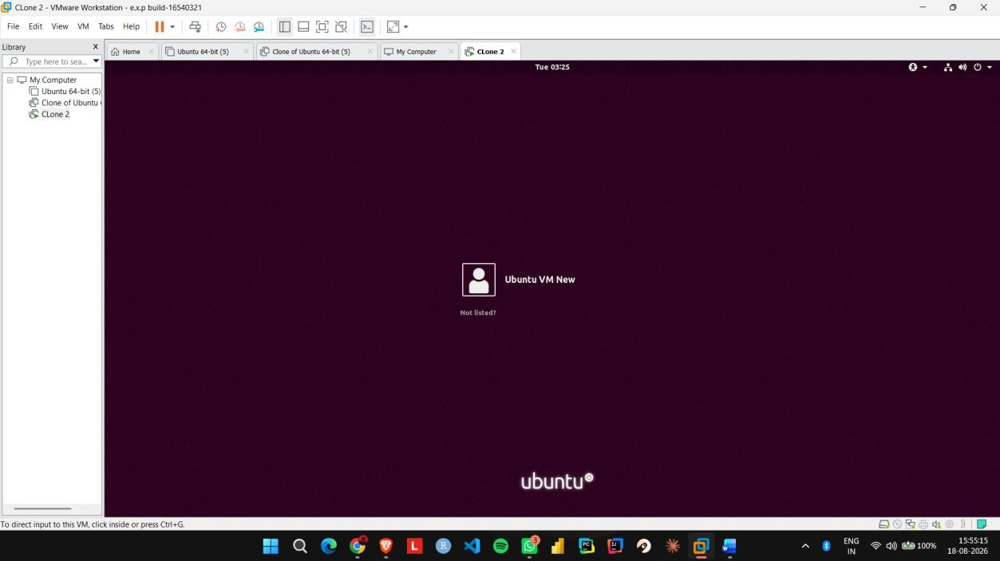 CLone 2 - VMware Workstation - e.x.p build-16540321
File Edit View VM Tabs Help
Library
Type here to sea...
My Computer
Ubuntu 64-bit (5)
Clone of Ubuntu
CLone 2
Home
Ubuntu 64-bit (5)
Clone of Ubuntu 64-bit (5)
My Computer
CLone 2
Tue 03:25
Ubuntu VM New
Not listed?
ubuntu
To direct input to this VM, click inside or press Ctrl+G.
L
R
3
PC
IJ
W
ENG
IN
100%
15:55:15
18-08-2026